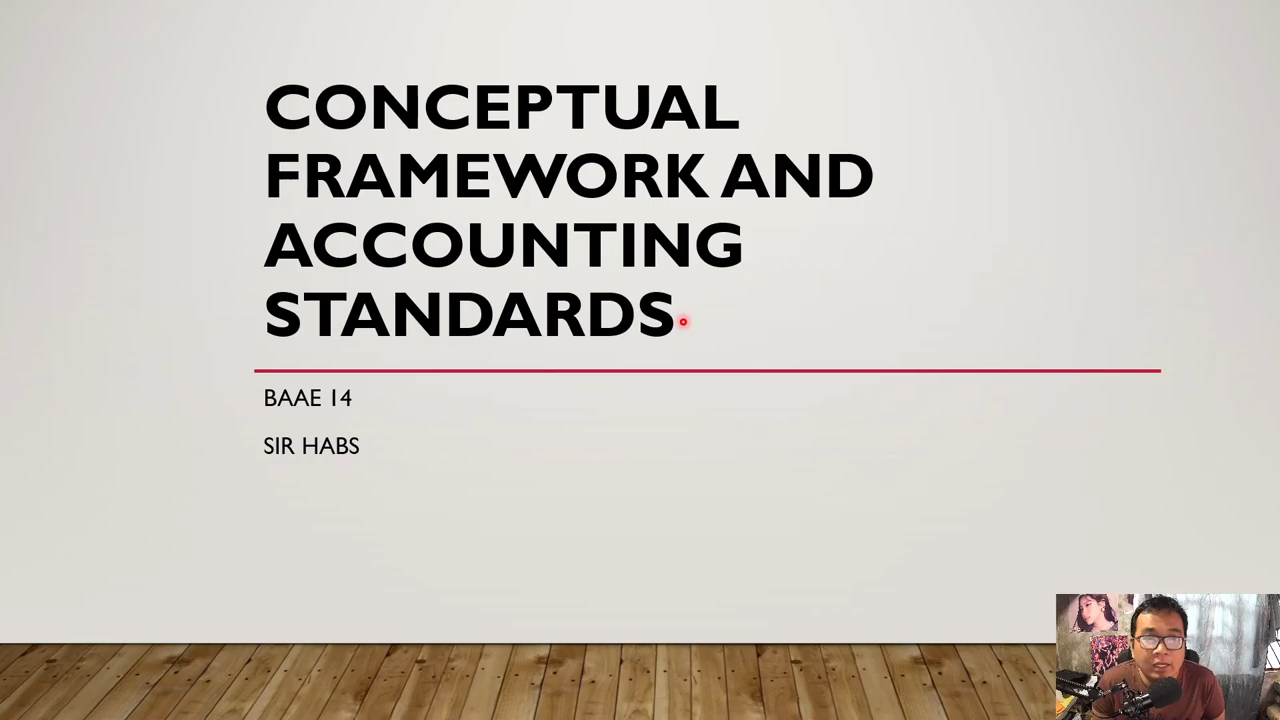 CONCEPTUAL
FRAMEWORK AND
ACCOUNTING
STANDARDS
BAAE 14
SIR HABS